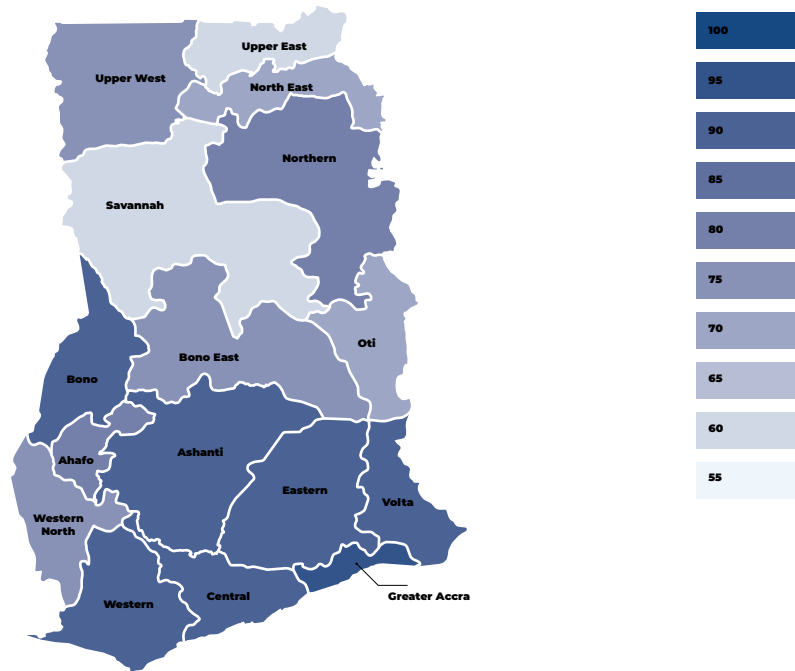 Upper East
Upper West
North East
Northern
Savannah
Oti
Bono East
Bono
Ashanti
Ahafo
Eastern
Volta
Western
North
Central
Western
Greater Accra
100
95
90
85
80
75
70
65
60
55